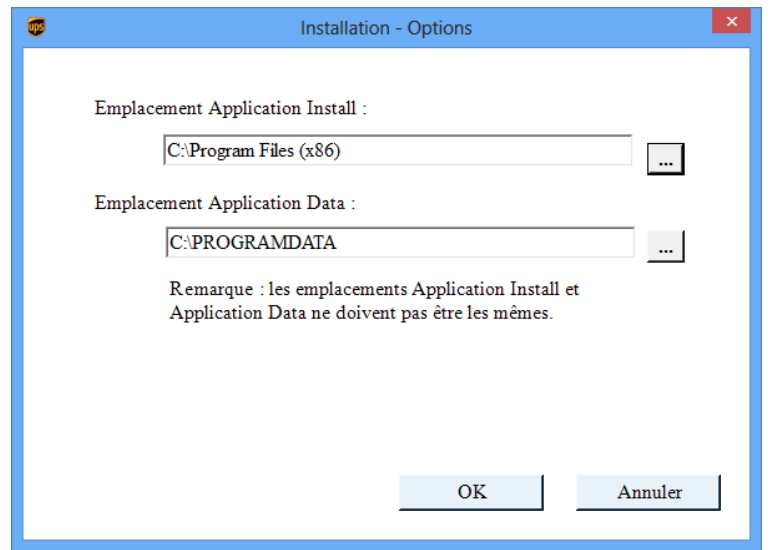 ups
Installation - Options
Emplacement Application Install :
C:\Program Files (x86)
...
Emplacement Application Data :
C:\PROGRAMDATA
...
Remarque : les emplacements Application Install et
Application Data ne doivent pas être les mêmes.
OK
Annuler